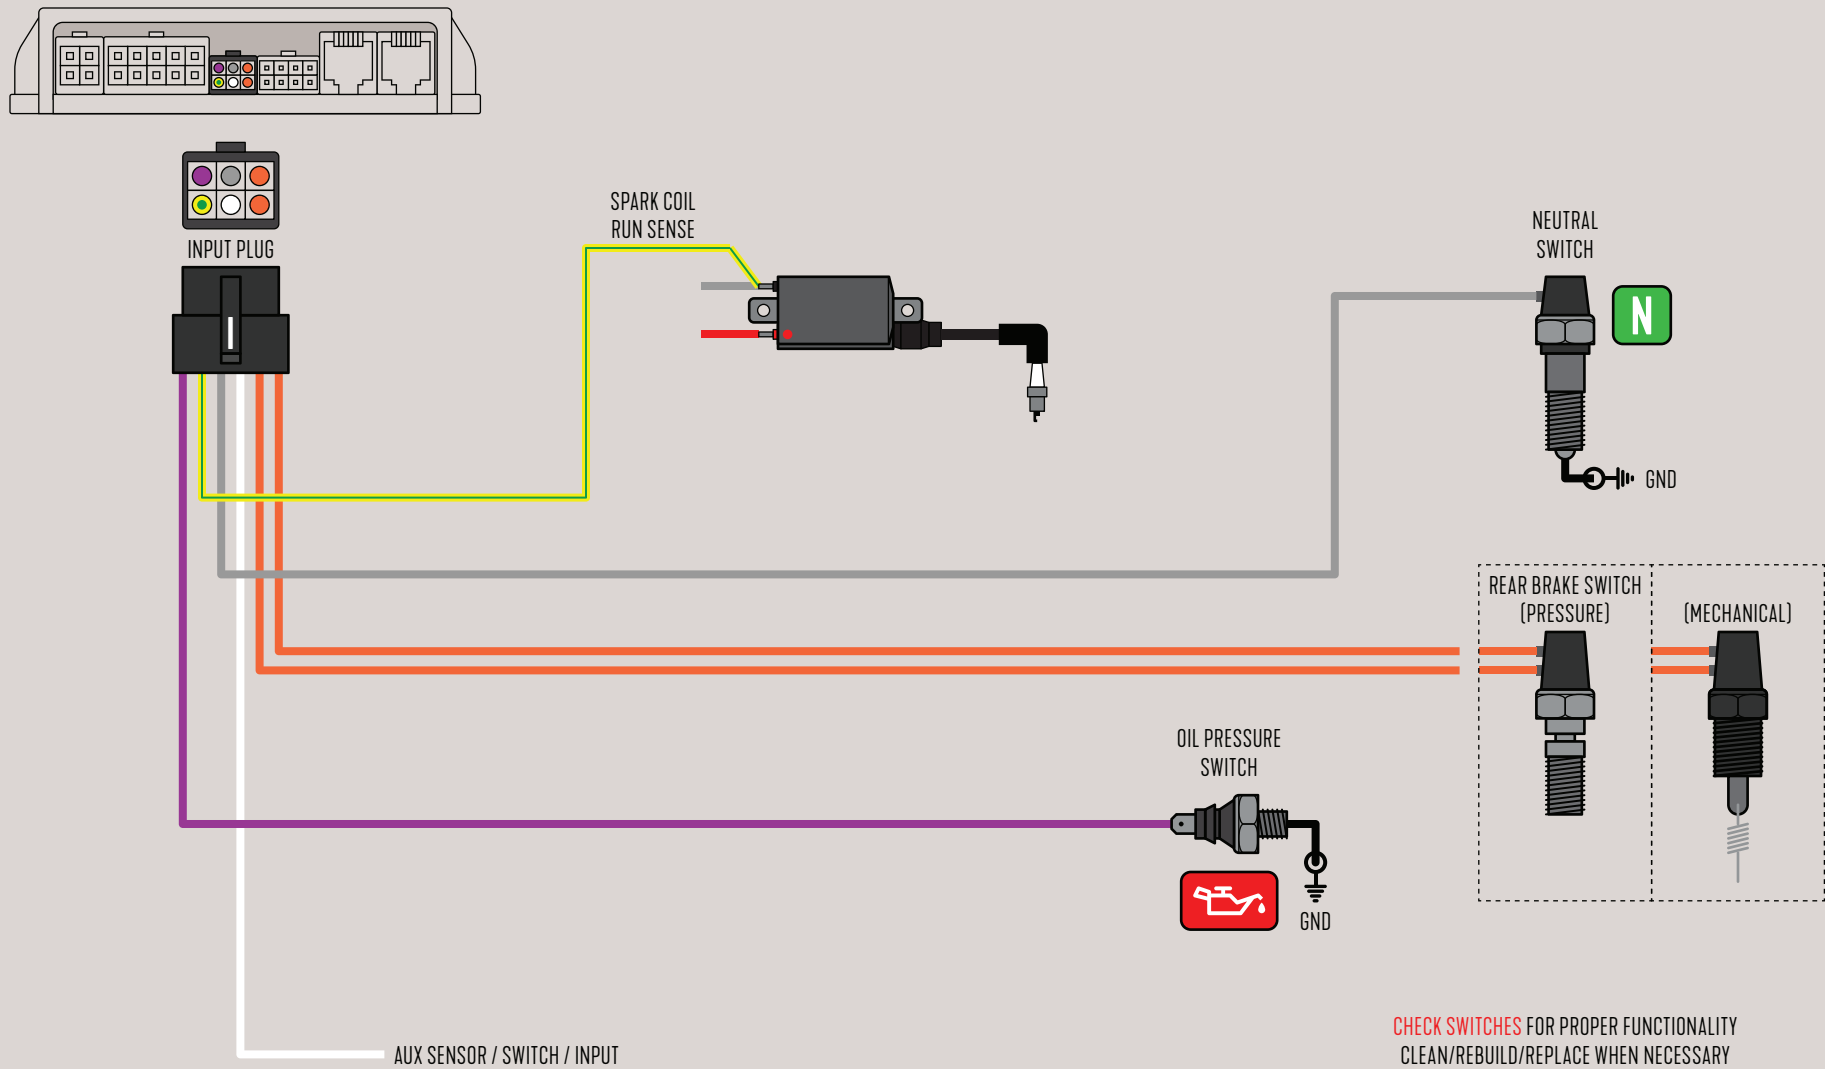 INPUT PLUG
SPARK COIL
RUN SENSE
NEUTRAL
SWITCH
N
GND
REAR BRAKE SWITCH
(PRESSURE)
(MECHANICAL)
OIL PRESSURE
SWITCH
GND
AUX SENSOR / SWITCH / INPUT
CHECK SWITCHES FOR PROPER FUNCTIONALITY
CLEAN/REBUILD/REPLACE WHEN NECESSARY